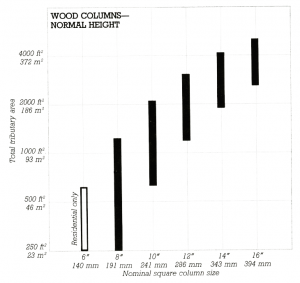 WOOD COLUMNS—
NORMAL HEIGHT
Total tributary area
4000 ft²
372 m²
2000 ft²
186 m²
1000 ft²
93 m²
500 ft²
46 m²
250 ft²
23 m²
Residential only
6" 8" 10" 12" 14" 16"
140 mm 191 mm 241 mm 286 mm 343 mm 394 mm
Nominal square column size